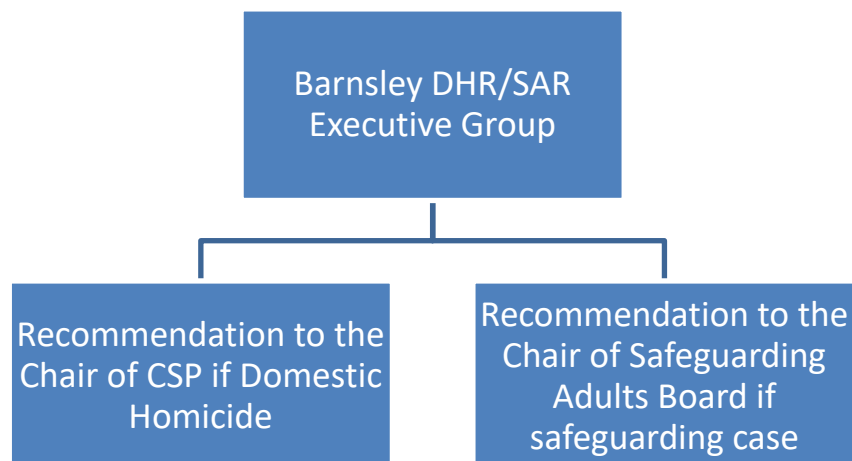 Barnsley DHR/SAR
Executive Group
Recommendation to the
Chair of CSP if Domestic
Homicide
Recommendation to the
Chair of Safeguarding
Adults Board if
safeguarding case